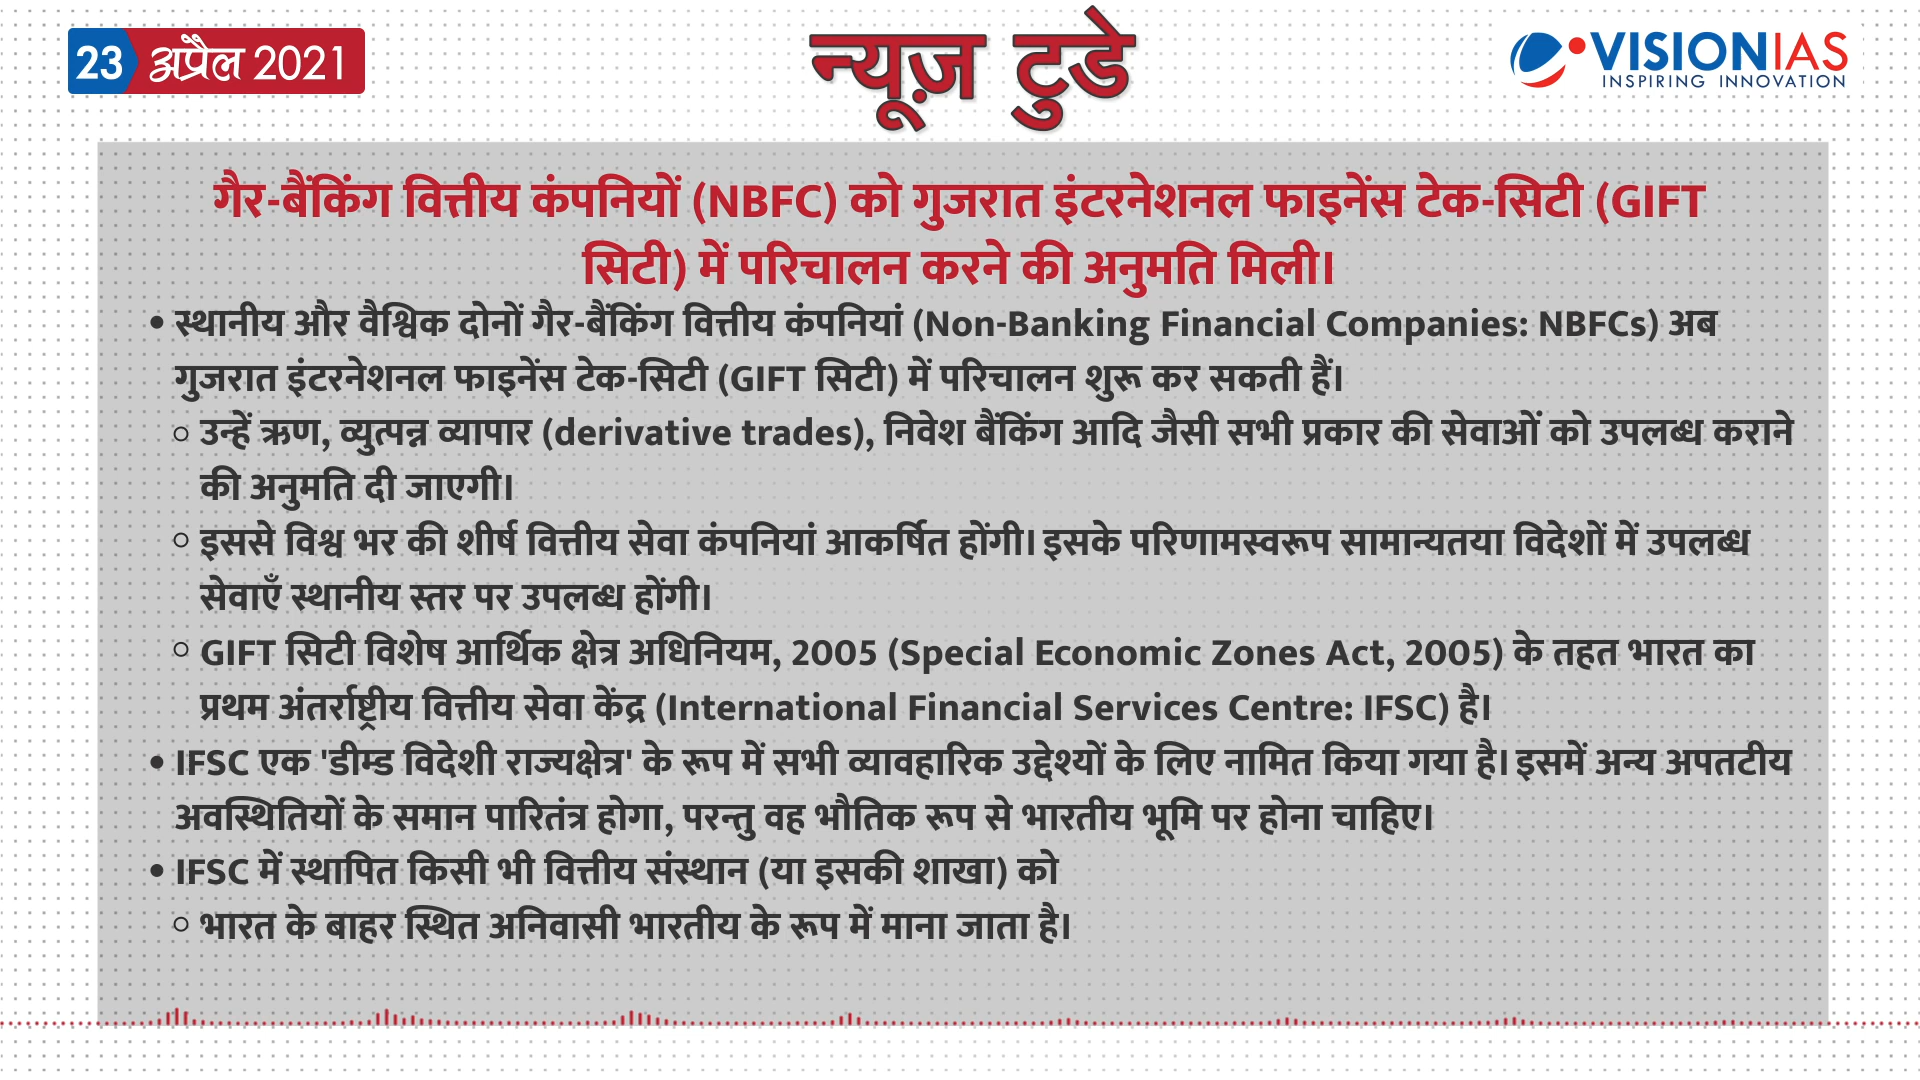 23 अप्रैल 2021
न्यूज़ टुडे
VISIONIAS
INSPIRING INNOVATION
गैर-बैंकिंग वित्तीय कंपनियों (NBFC) को गुजरात इंटरनेशनल फाइनेंस टेक-सिटी (GIFT
सिटी) में परिचालन करने की अनुमति मिली।
• स्थानीय और वैश्विक दोनों गैर-बैंकिंग वित्तीय कंपनियां (Non-Banking Financial Companies: NBFCs) अब
गुजरात इंटरनेशनल फाइनेंस टेक-सिटी (GIFT सिटी) में परिचालन शुरू कर सकती हैं।
○ उन्हें ऋण, व्युत्पन्न व्यापार (derivative trades), निवेश बैंकिंग आदि जैसी सभी प्रकार की सेवाओं को उपलब्ध कराने
की अनुमति दी जाएगी।
○ इससे विश्व भर की शीर्ष वित्तीय सेवा कंपनियां आकर्षित होंगी। इसके परिणामस्वरूप सामान्यतया विदेशों में उपलब्ध
सेवाएँ स्थानीय स्तर पर उपलब्ध होंगी।
○ GIFT सिटी विशेष आर्थिक क्षेत्र अधिनियम, 2005 (Special Economic Zones Act, 2005) के तहत भारत का
प्रथम अंतर्राष्ट्रीय वित्तीय सेवा केंद्र (International Financial Services Centre: IFSC) है।
• IFSC एक 'डीम्ड विदेशी राज्यक्षेत्र' के रूप में सभी व्यावहारिक उद्देश्यों के लिए नामित किया गया है। इसमें अन्य अपतटीय
अवस्थितियों के समान पारितंत्र होगा, परन्तु वह भौतिक रूप से भारतीय भूमि पर होना चाहिए।
• IFSC में स्थापित किसी भी वित्तीय संस्थान (या इसकी शाखा) को
○ भारत के बाहर स्थित अनिवासी भारतीय के रूप में माना जाता है।